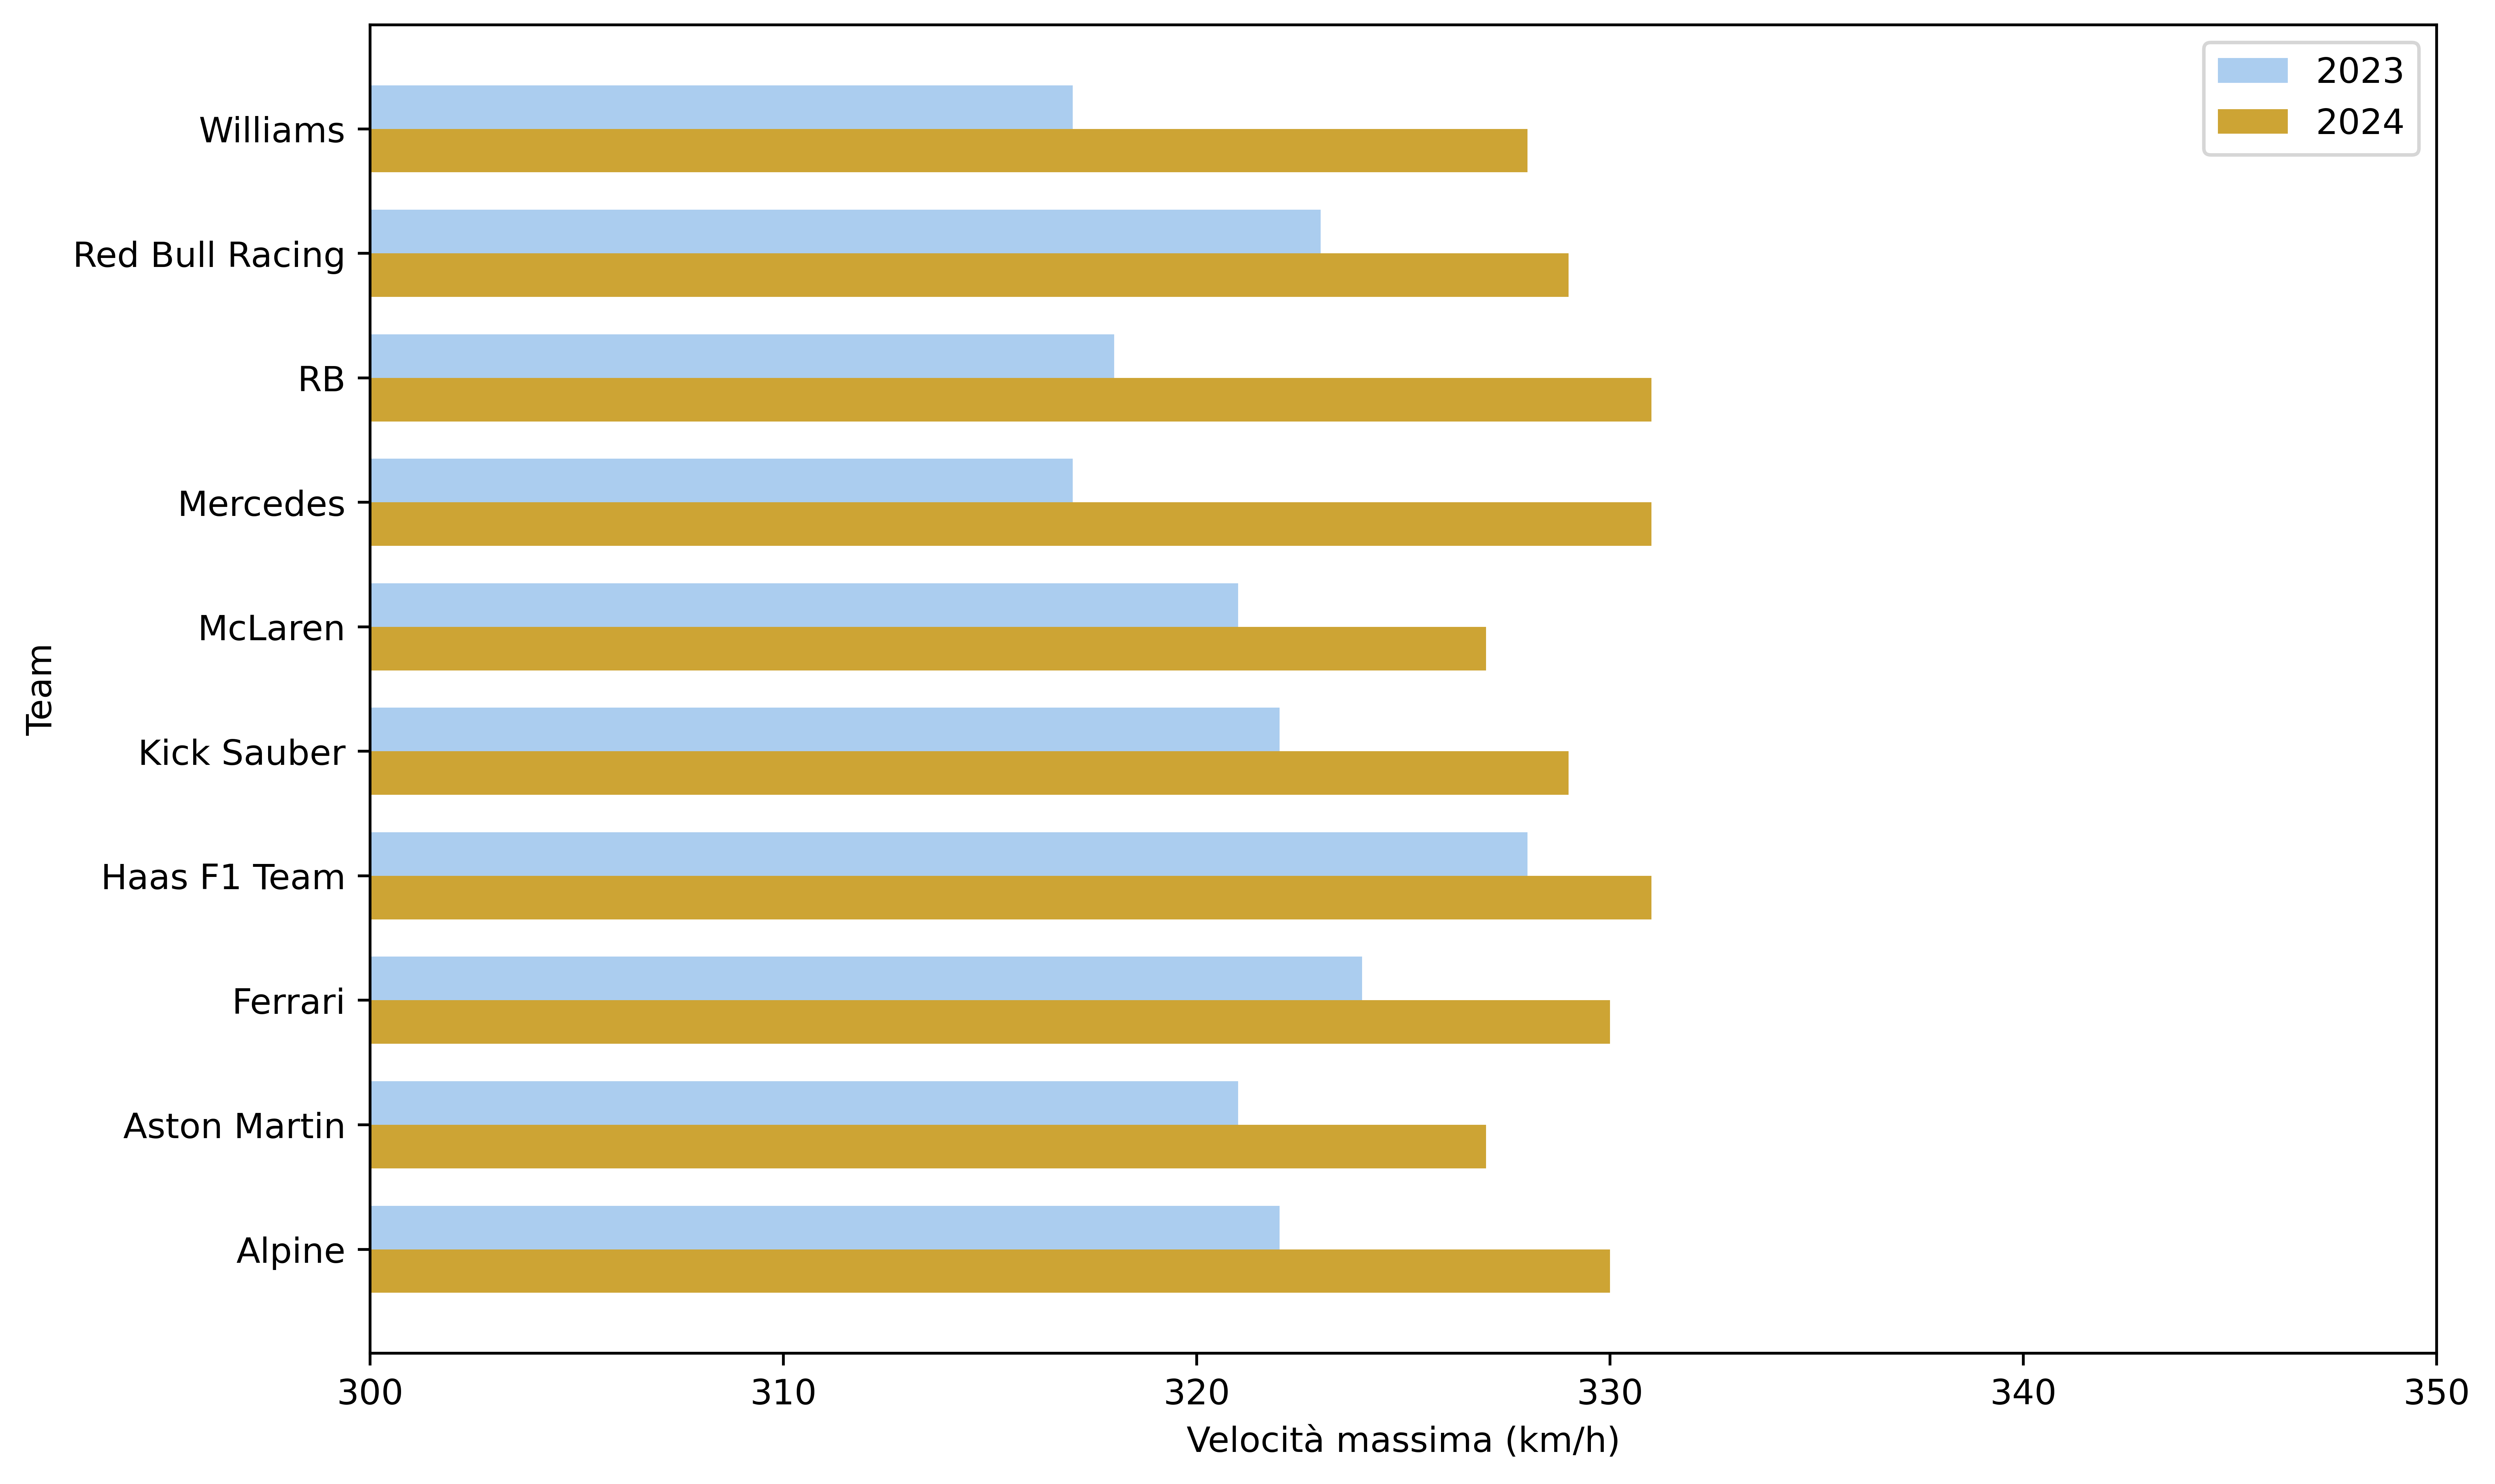 2023
2024
Williams
Red Bull Racing
RB
Mercedes
McLaren
Kick Sauber
Haas F1 Team
Ferrari
Aston Martin
Alpine
Team
300 310 320 330 340 350
Velocità massima (km/h)